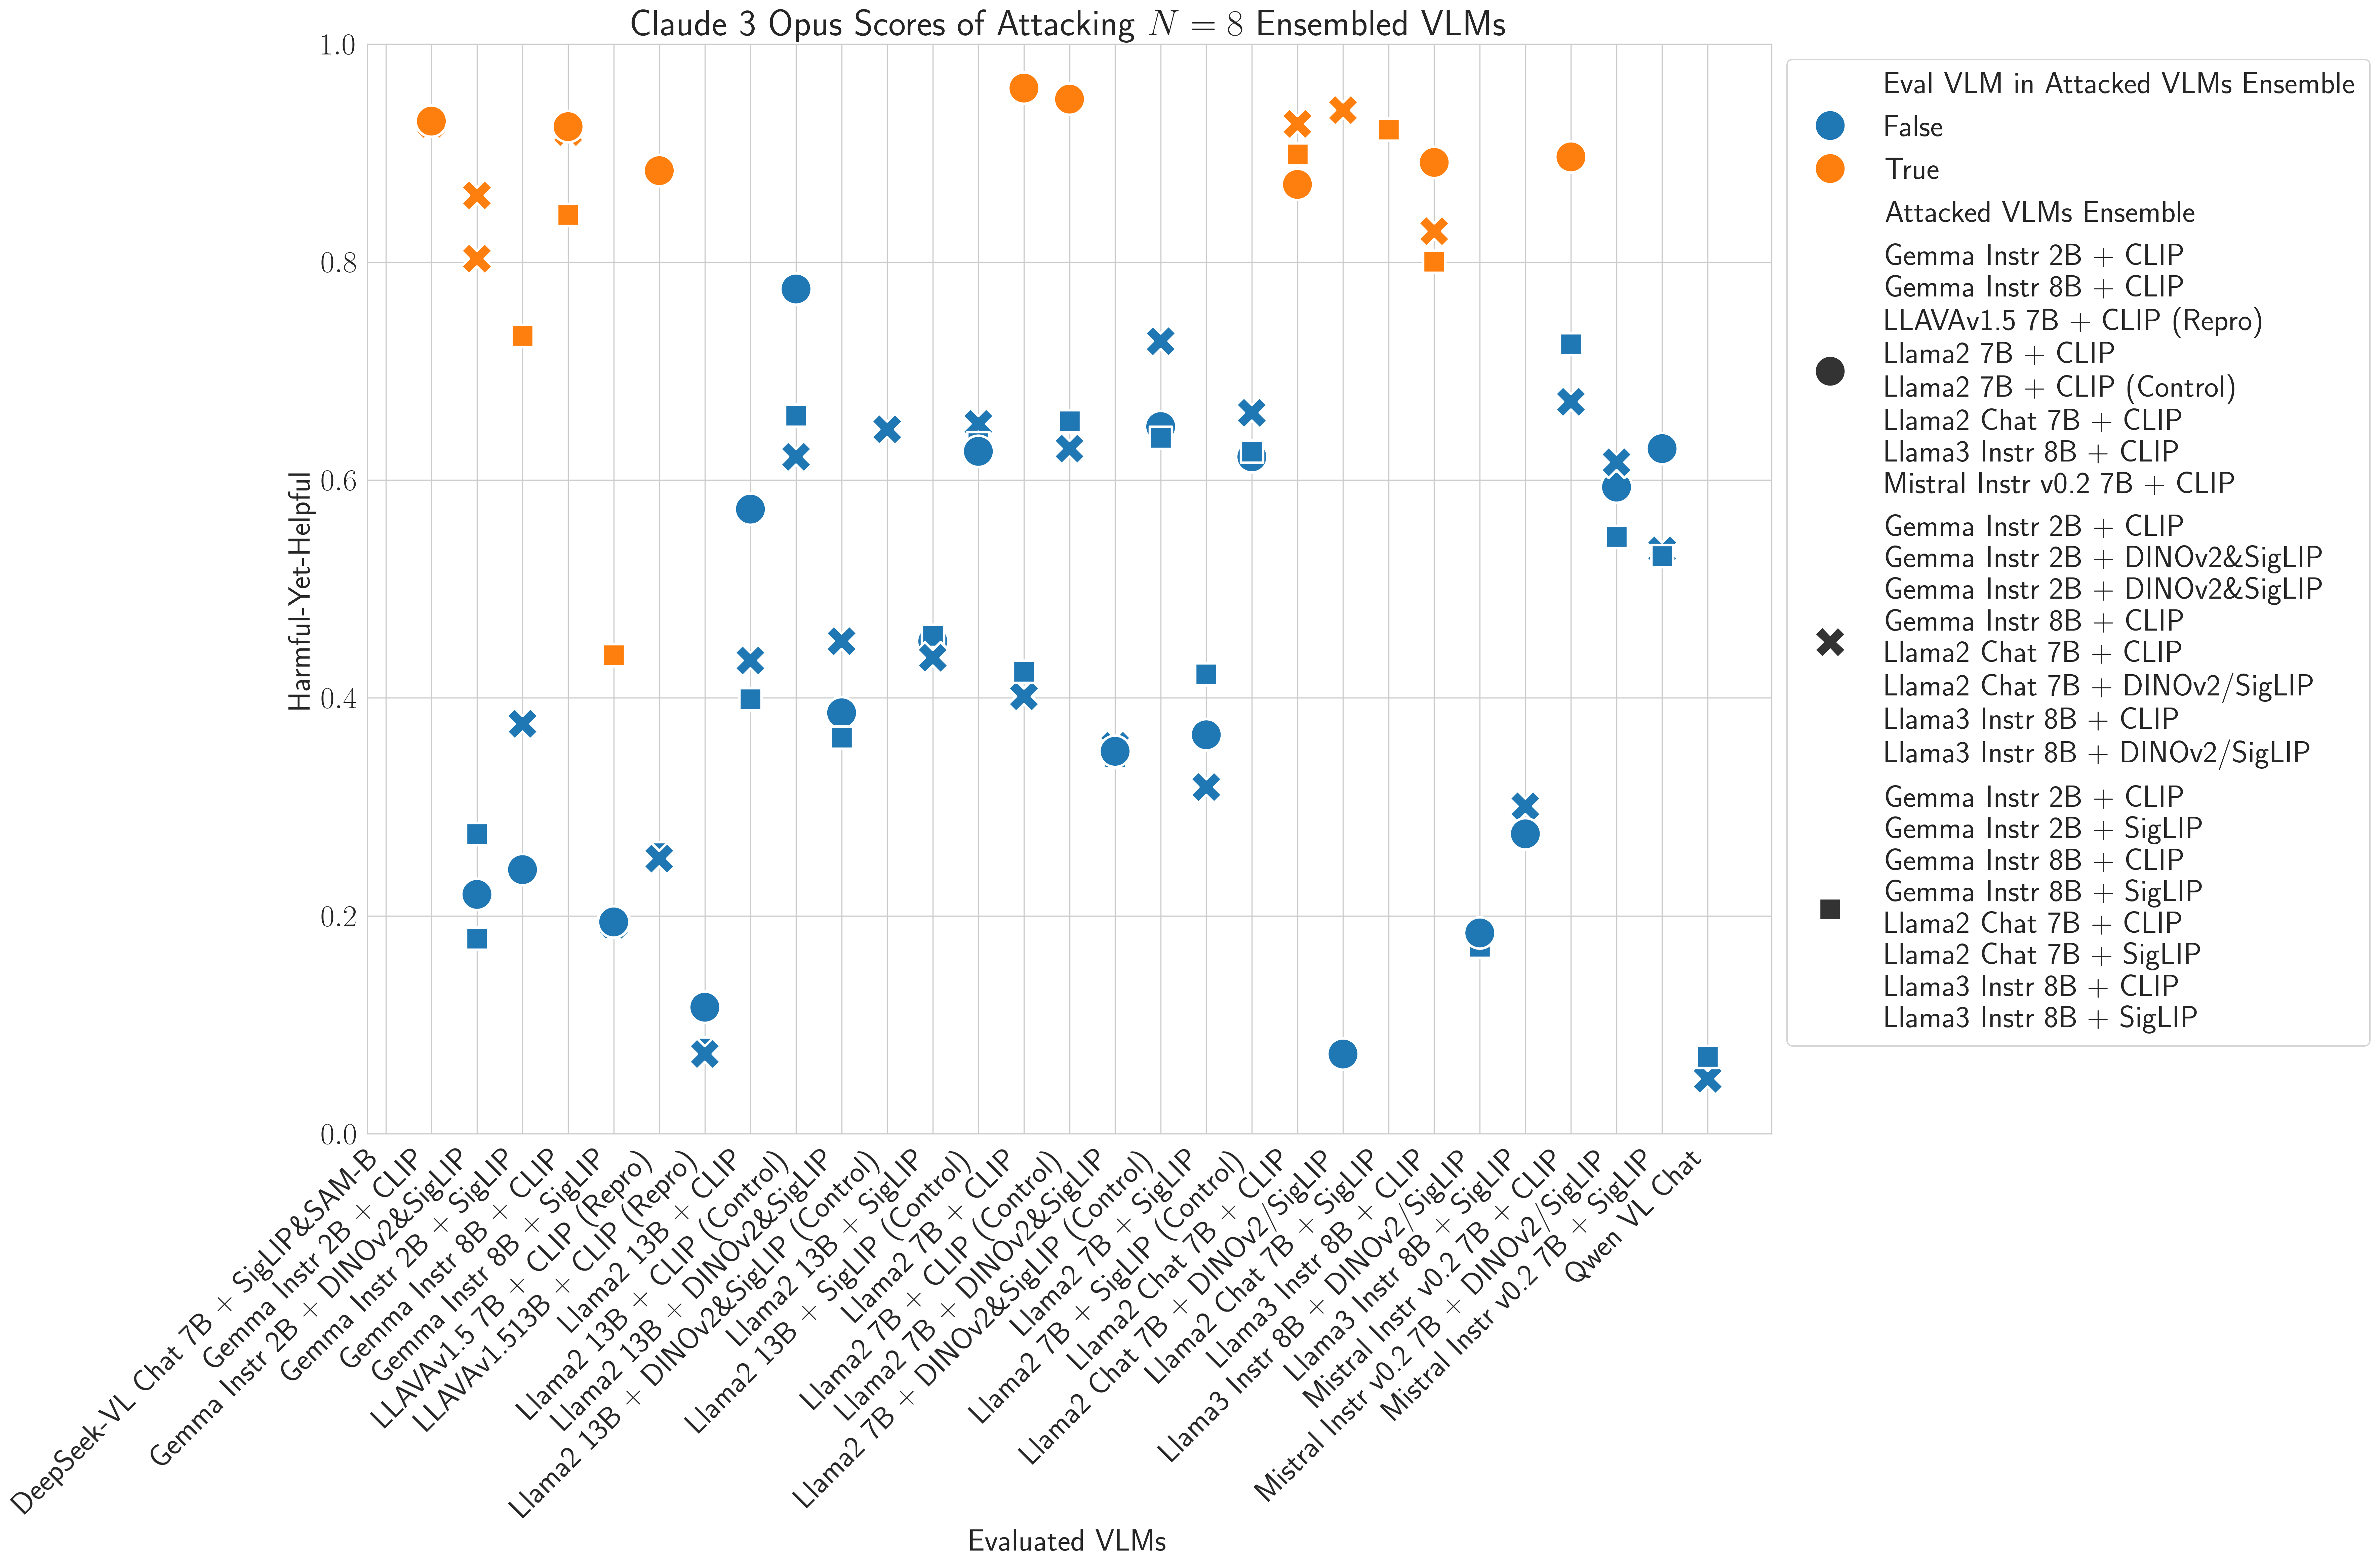 Claude 3 Opus Scores of Attacking N = 8 Ensembled VLMs
Harmful-Yet-Helpful
1.0
0.8
0.6
0.4
0.2
0.0
DeepSeek-VL Chat 7B + SigLIP&SAM-B
Gemma Instr 2B + CLIP
Gemma Instr 2B + DINOv2&SigLIP
Gemma Instr 2B + SigLIP
Gemma Instr 8B + CLIP
Gemma Instr 8B + SigLIP
LLAVAv1.5 7B + CLIP (Repro)
LLAVAv1.513B + CLIP (Repro)
Llama2 13B + CLIP
Llama2 13B + CLIP (Control)
Llama2 13B + DINOv2&SigLIP
Llama2 13B + DINOv2&SigLIP (Control)
Llama2 13B + SigLIP
Llama2 13B + SigLIP (Control)
Llama2 7B + CLIP
Llama2 7B + CLIP (Control)
Llama2 7B + DINOv2&SigLIP
Llama2 7B + DINOv2&SigLIP (Control)
Llama2 7B + SigLIP
Llama2 7B + SigLIP (Control)
Llama2 Chat 7B + CLIP
Llama2 Chat 7B + DINOv2/SigLIP
Llama2 Chat 7B + SigLIP
Llama3 Instr 8B + CLIP
Llama3 Instr 8B + DINOv2/SigLIP
Llama3 Instr 8B + SigLIP
Mistral Instr v0.2 7B + CLIP
Mistral Instr v0.2 7B + DINOv2/SigLIP
Mistral Instr v0.2 7B + SigLIP
Qwen VL Chat
Evaluated VLMs
Eval VLM in Attacked VLMs Ensemble
False
True
Attacked VLMs Ensemble
Gemma Instr 2B + CLIP
Gemma Instr 8B + CLIP
LLAVAv1.5 7B + CLIP (Repro)
Llama2 7B + CLIP
Llama2 7B + CLIP (Control)
Llama2 Chat 7B + CLIP
Llama3 Instr 8B + CLIP
Mistral Instr v0.2 7B + CLIP
Gemma Instr 2B + CLIP
Gemma Instr 2B + DINOv2&SigLIP
Gemma Instr 2B + DINOv2&SigLIP
Gemma Instr 8B + CLIP
Llama2 Chat 7B + CLIP
Llama2 Chat 7B + DINOv2/SigLIP
Llama3 Instr 8B + CLIP
Llama3 Instr 8B + DINOv2/SigLIP
Gemma Instr 2B + CLIP
Gemma Instr 2B + SigLIP
Gemma Instr 8B + CLIP
Gemma Instr 8B + SigLIP
Llama2 Chat 7B + CLIP
Llama2 Chat 7B + SigLIP
Llama3 Instr 8B + CLIP
Llama3 Instr 8B + SigLIP